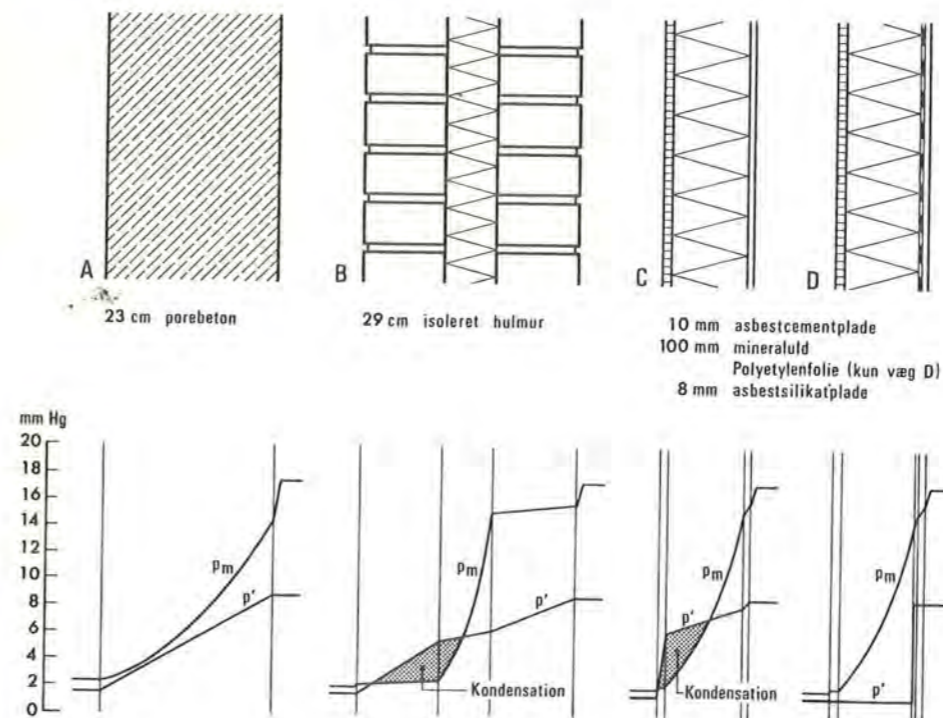 A
B
C
D
23 cm porebeton
29 cm isoleret hulmur
10 mm asbestcementplade
100 mm mineraluld
Polyetylenfolie (kun væg D)
8 mm asbestsilikatplade
mm Hg
20
18
16
14
12
10
8
6
4
2
0
pm
p'
pm
p'
Kondensation
pm
p'
Kondensation
pm
p'